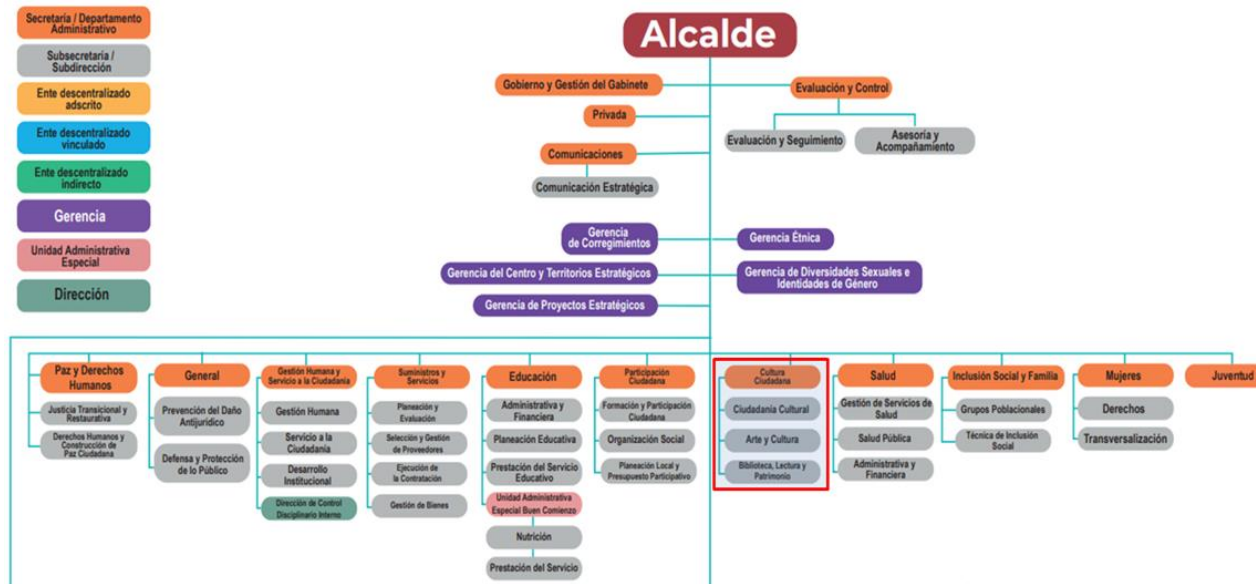 Secretaría / Departamento
Administrativo
Subsecretaría /
Subdirección
Ente descentralizado
adscrito
Ente descentralizado
vinculado
Ente descentralizado
indirecto
Gerencia
Unidad Administrativa
Especial
Dirección
Alcalde
Gobierno y Gestión del Gabinete
Evaluación y Control
Privada
Evaluación y Seguimiento
Asesoría y
Acompañamiento
Comunicaciones
Comunicación Estratégica
Gerencia
de Corregimientos
Gerencia Étnica
Gerencia del Centro y Territorios Estratégicos
Gerencia de Diversidades Sexuales e
Identidades de Género
Gerencia de Proyectos Estratégicos
Paz y Derechos
Humanos
Justicia Transicional y
Restaurativa
Derechos Humanos y
Construcción de
Paz Ciudadana
General
Prevención del Daño
Antijurídico
Defensa y Protección
de lo Público
Gestión Humana y
Servicio a la Ciudadanía
Gestión Humana
Servicio a la
Ciudadanía
Desarrollo
Institucional
Dirección de Control
Disciplinario Interno
Suministros y
Servicios
Planeación y
Evaluación
Selección y Gestión
de Proveedores
Ejecución de
la Contratación
Gestión de Bienes
Educación
Administrativa y
Financiera
Planeación Educativa
Prestación del Servicio
Educativo
Unidad Administrativa
Especial Buen Comienzo
Nutrición
Prestación del Servicio
Participación
Ciudadana
Formación y Participación
Ciudadana
Organización Social
Planeación Local y
Presupuesto Participativo
Cultura
Ciudadana
Ciudadanía Cultural
Arte y Cultura
Biblioteca, Lectura y
Patrimonio
Salud
Gestión de Servicios de
Salud
Salud Pública
Administrativa y
Financiera
Inclusión Social y Familia
Grupos Poblacionales
Técnica de Inclusión
Social
Mujeres
Derechos
Transversalización
Juventud